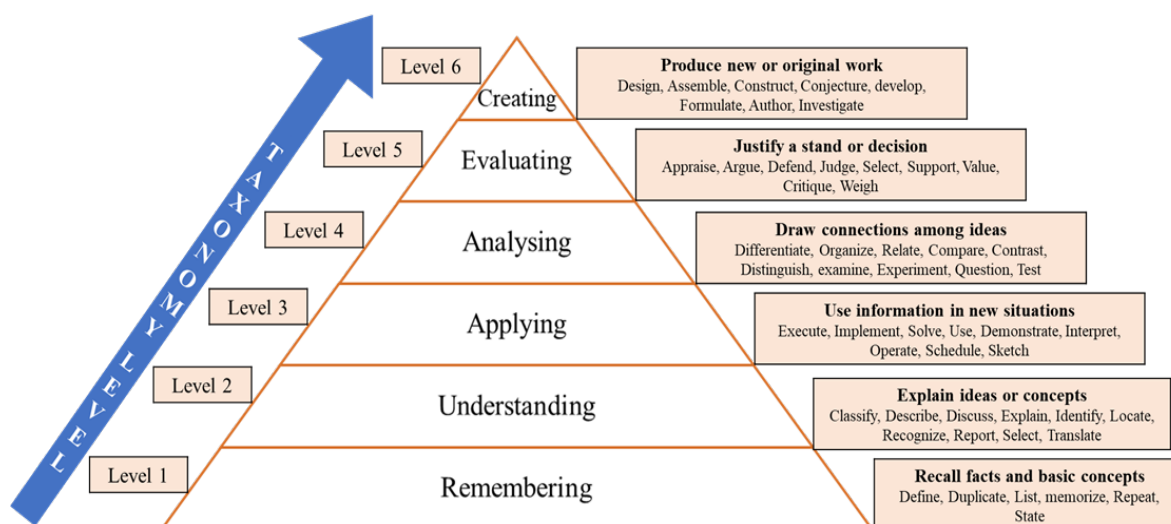 Level 6
Creating
Produce new or original work
Design, Assemble, Construct, Conjecture, develop,
Formulate, Author, Investigate
Level 5
Evaluating
Justify a stand or decision
Appraise, Argue, Defend, Judge, Select, Support, Value,
Critique, Weigh
Level 4
Analysing
Draw connections among ideas
Differentiate, Organize, Relate, Compare, Contrast,
Distinguish, examine, Experiment, Question, Test
Level 3
Applying
Use information in new situations
Execute, Implement, Solve, Use, Demonstrate, Interpret,
Operate, Schedule, Sketch
Level 2
Understanding
Explain ideas or concepts
Classify, Describe, Discuss, Explain, Identify, Locate,
Recognize, Report, Select, Translate
Level 1
Remembering
Recall facts and basic concepts
Define, Duplicate, List, memorize, Repeat,
State
TAXONOMY LEVEL